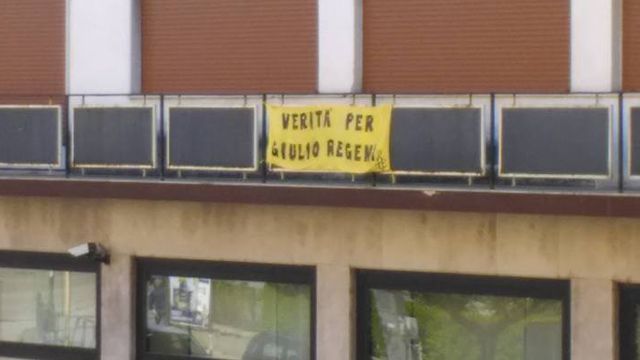 VERITÀ PER
GIULIO REGENI